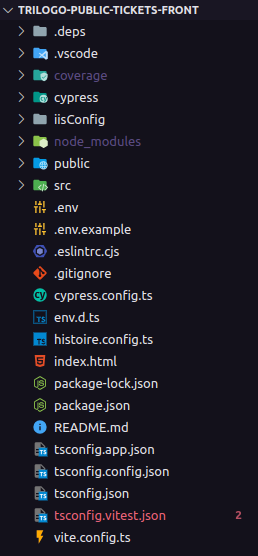 TRILOGO-PUBLIC-TICKETS-FRONT
.deps
.vscode
coverage
cypress
iisConfig
node_modules
public
src
.env
.env.example
.eslintrc.cjs
.gitignore
cypress.config.ts
env.d.ts
histoire.config.ts
index.html
package-lock.json
package.json
README.md
tsconfig.app.json
tsconfig.config.json
tsconfig.json
tsconfig.vitest.json 2
vite.config.ts